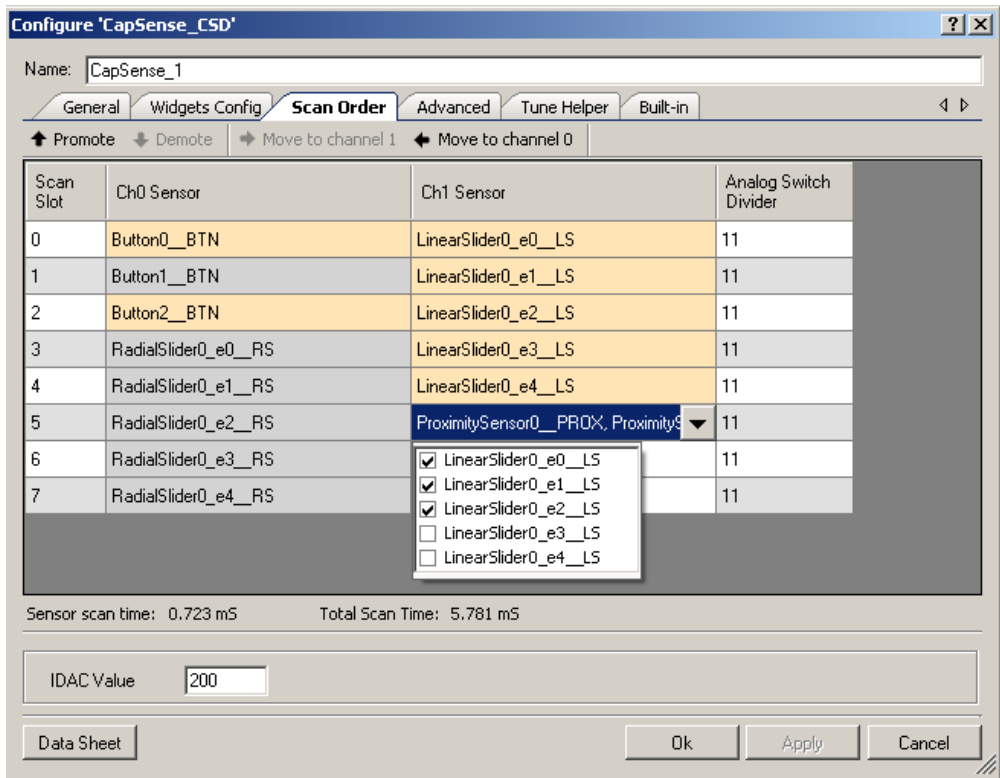 Configure 'CapSense_CSD'
Name: CapSense_1
General Widgets Config Scan Order Advanced Tune Helper Built-in
Promote Demote Move to channel 1 Move to channel 0
Scan Slot Ch0 Sensor Ch1 Sensor Analog Switch Divider
0 Button0__BTN LinearSlider0_e0__LS 11
1 Button1__BTN LinearSlider0_e1__LS 11
2 Button2__BTN LinearSlider0_e2__LS 11
3 RadialSlider0_e0__RS LinearSlider0_e3__LS 11
4 RadialSlider0_e1__RS LinearSlider0_e4__LS 11
5 RadialSlider0_e2__RS ProximitySensor0__PROX, ProximityS 11
6 RadialSlider0_e3__RS 11
7 RadialSlider0_e4__RS 11
LinearSlider0_e0__LS
LinearSlider0_e1__LS
LinearSlider0_e2__LS
LinearSlider0_e3__LS
LinearSlider0_e4__LS
Sensor scan time: 0.723 mS Total Scan Time: 5.781 mS
IDAC Value 200
Data Sheet Ok Apply Cancel